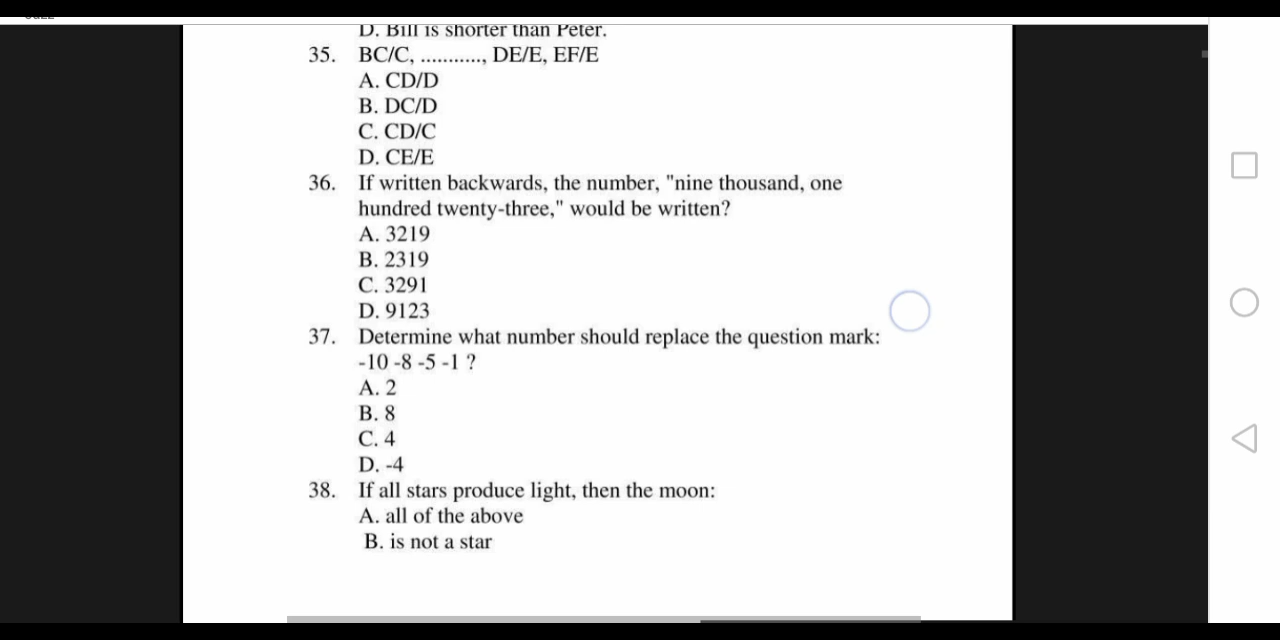 D. Bill is shorter than Peter.
35. BC/C, ..........., DE/E, EF/E
A. CD/D
B. DC/D
C. CD/C
D. CE/E
36. If written backwards, the number, "nine thousand, one
hundred twenty-three," would be written?
A. 3219
B. 2319
C. 3291
D. 9123
37. Determine what number should replace the question mark:
-10 -8 -5 -1 ?
A. 2
B. 8
C. 4
D. -4
38. If all stars produce light, then the moon:
A. all of the above
B. is not a star